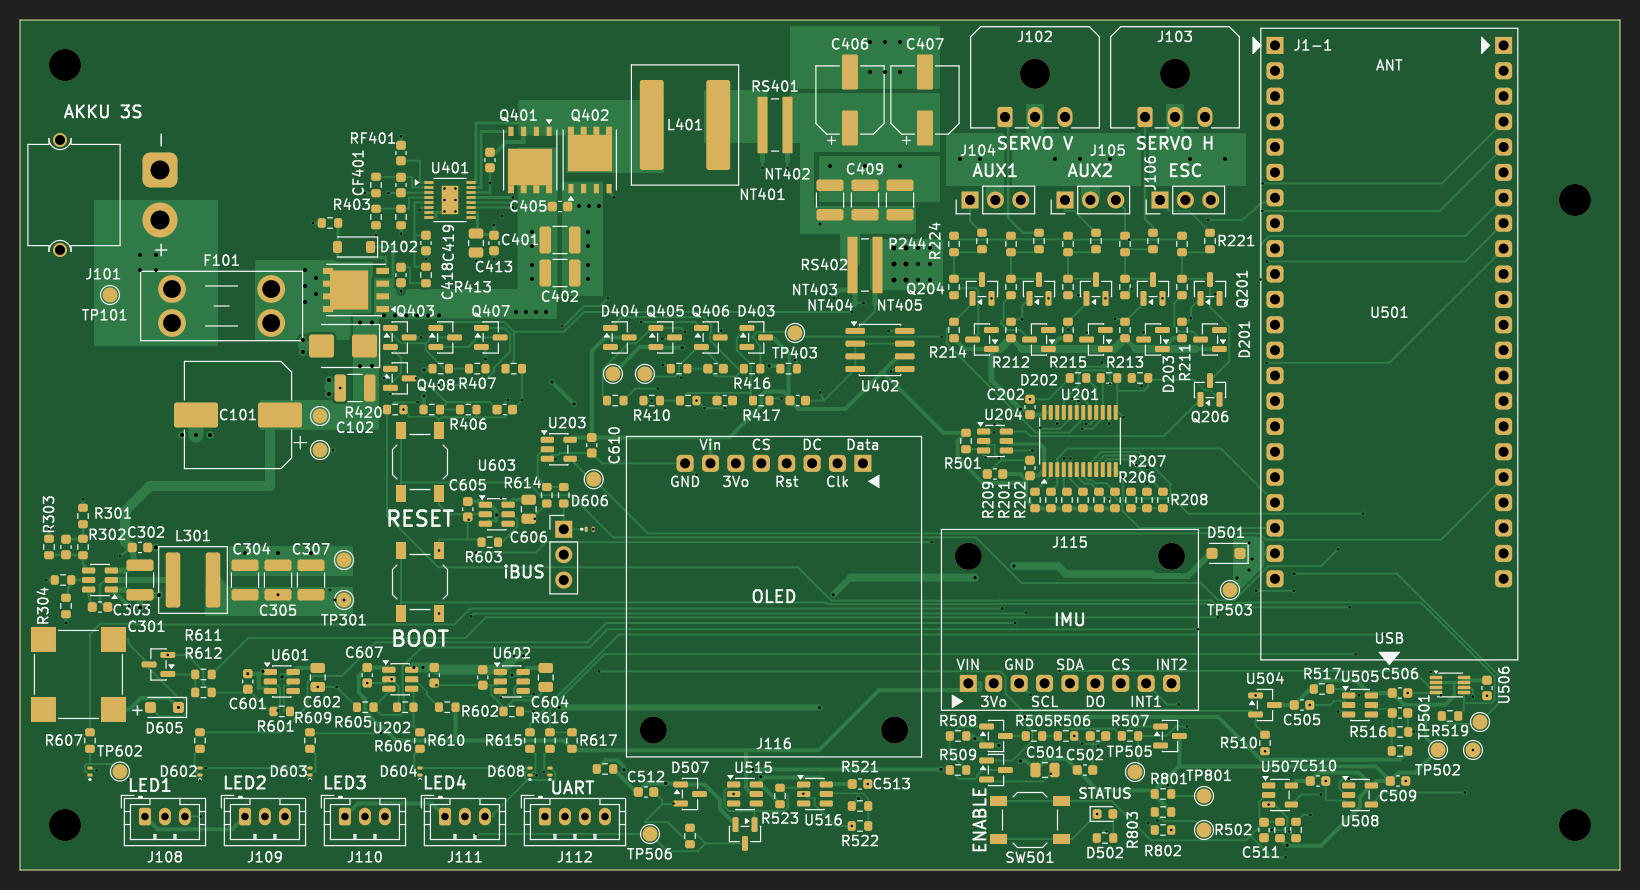 C406
C407
J102
J103
J1-1
ANT
RS401
AKKU 3S
Q401
Q402
L401
RF401
SERVO V
SERVO H
J104
J105
J106
U401
C409
AUX1
AUX2
ESC
CF401
NT402
NT401
R403
C405
D102
C419
C401
P244
R224
R221
F101
J101
C413
RS402
C418
R413
C402
NT403
Q204
Q201
NT404
NT405
TP101
Q403
Q407
D404
Q405
Q406
D403
U501
TP403
R214
R212
R215
R213
R211
D201
Q408
R407
R416
U402
D202
D203
C202
U201
R420
C101
C102
R406
R410
R417
U204
Q206
U203
C610
Vin
CS
DC
Data
R501
U603
GND
3Vo
Rst
Clk
R207
R206
C605
R614
D606
R209
R201
R202
R208
R303
R301
RESET
C302
L301
R302
C606
D501
C304
C307
R603
J115
iBUS
R304
C303
C305
OLED
TP503
C301
TP301
IMU
R611
BOOT
USB
R612
U601
C607
U602
VIN
GND
SDA
CS
INT2
R517
U505
C506
U504
U506
C601
C602
C604
3Vo
SCL
DO
INT1
D605
R601
R609
R605
R602
R616
C505
TP501
R508
R505
R506
R507
R516
R519
U202
R607
TP602
R606
R610
R615
R617
J116
R509
C501
C502
TP505
R510
TP502
D602
D603
D604
D608
C512
D507
U515
R521
C513
R801
TP801
U507
C510
LED1
LED2
LED3
LED4
UART
ENABLE
STATUS
C509
R523
U516
R803
R502
U508
R522
D502
R802
C511
J108
J109
J110
J111
J112
TP506
SW501